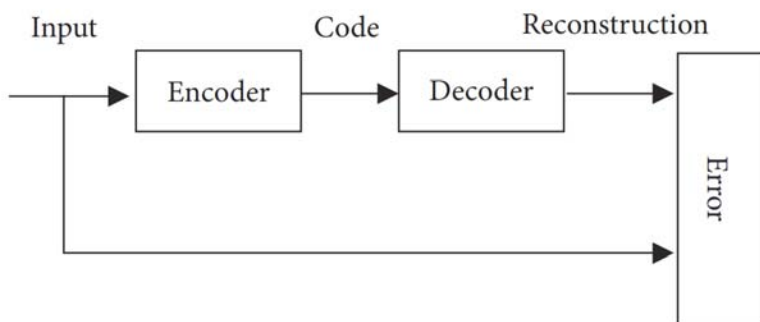 Input
Code
Reconstruction
Encoder
Decoder
Error